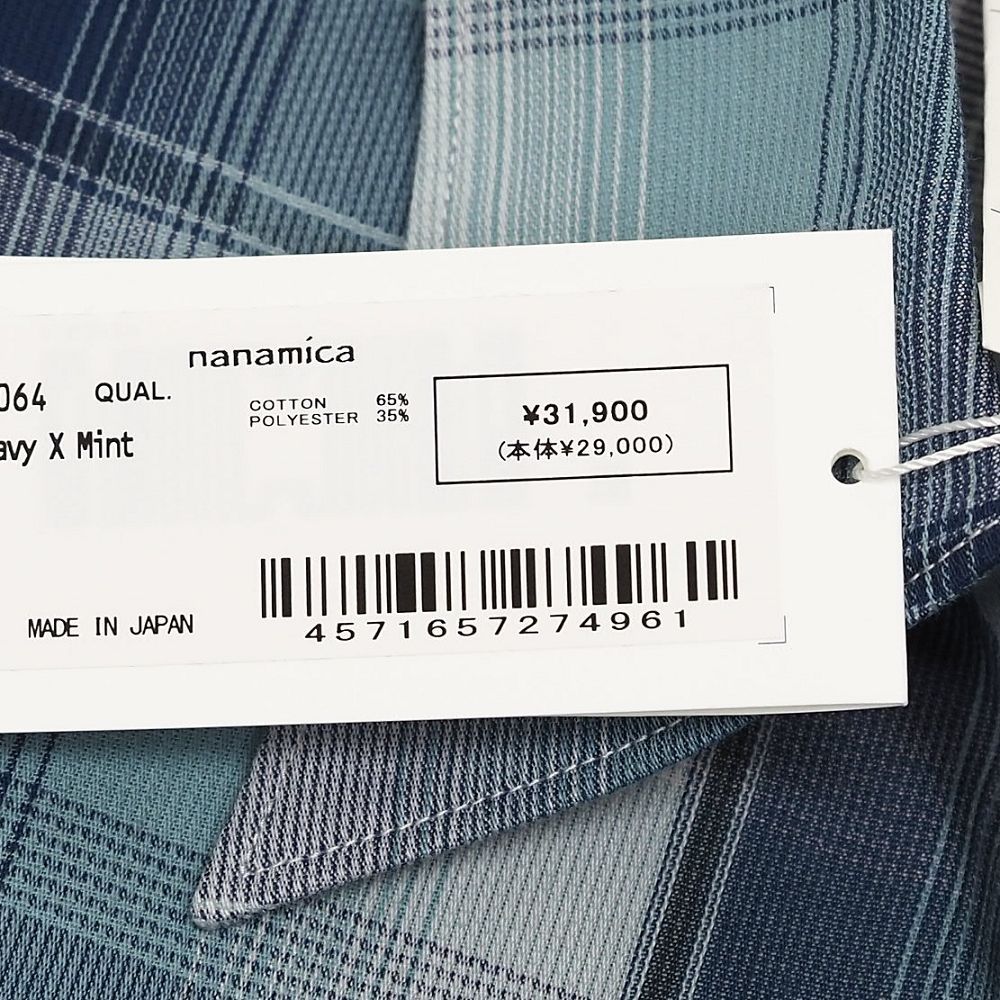 nanamica
064 QUAL.
COTTON 65%
POLYESTER 35%
avy X Mint
¥31,900
(本体¥29,000)
4571657274961
MADE IN JAPAN